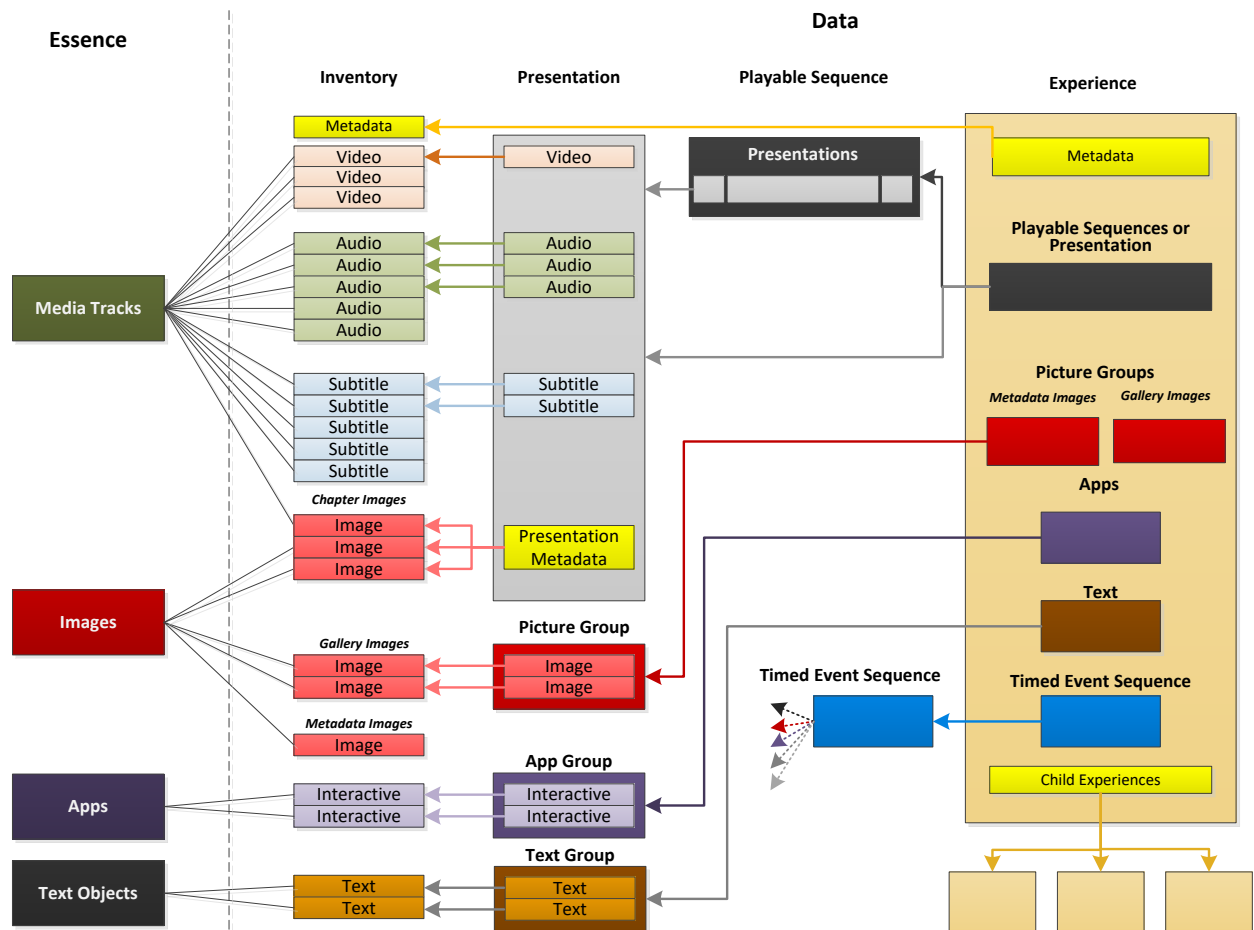 Essence
Data
Inventory
Presentation
Playable Sequence
Experience
Metadata
Video
Video
Video
Video
Presentations
Metadata
Playable Sequences or
Presentation
Media Tracks
Audio
Audio
Audio
Audio
Audio
Audio
Audio
Audio
Subtitle
Subtitle
Subtitle
Subtitle
Subtitle
Subtitle
Subtitle
Picture Groups
Metadata Images
Gallery Images
Chapter Images
Image
Image
Image
Presentation
Metadata
Apps
Images
Text
Gallery Images
Image
Image
Picture Group
Image
Image
Metadata Images
Image
Timed Event Sequence
Timed Event Sequence
Apps
Interactive
Interactive
App Group
Interactive
Interactive
Child Experiences
Text Objects
Text
Text
Text Group
Text
Text